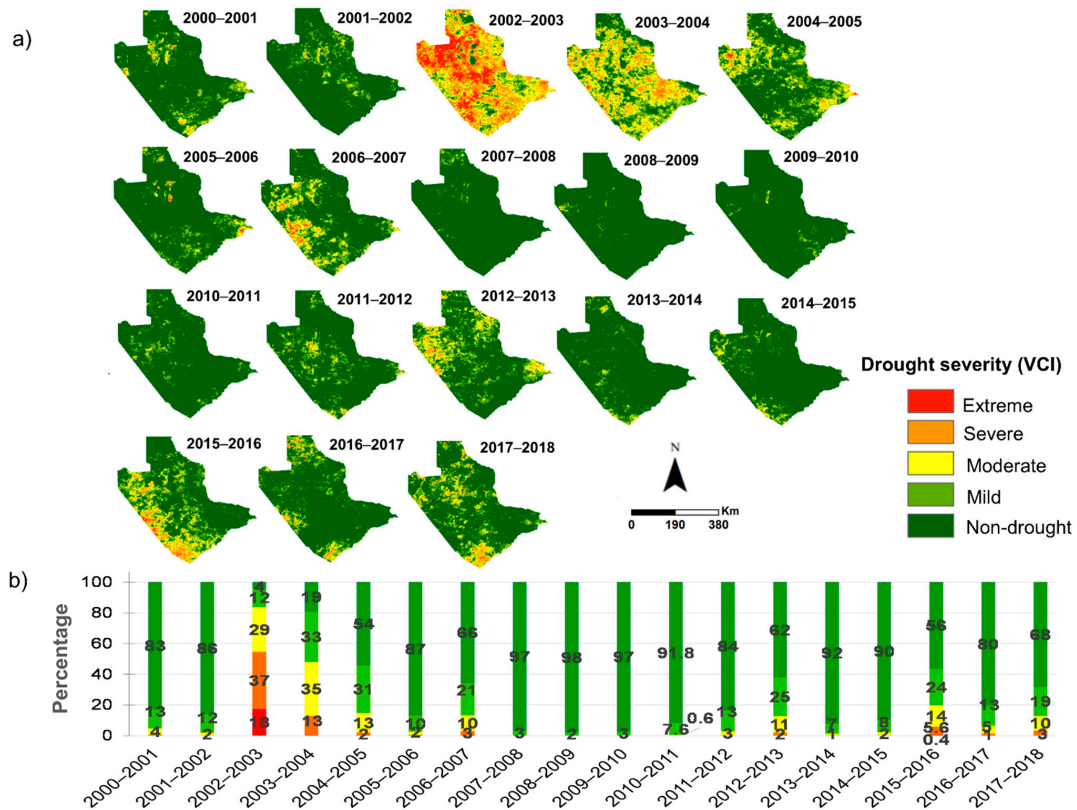 a)
2000–2001
2001–2002
2002–2003
2003–2004
2004–2005
2005–2006
2006–2007
2007–2008
2008–2009
2009–2010
2010–2011
2011–2012
2012–2013
2013–2014
2014–2015
2015–2016
2016–2017
2017–2018
N
Km
0 190 380
Drought severity (VCI)
Extreme
Severe
Moderate
Mild
Non-drought
b)
Percentage
100
80
60
40
20
0
83 13 4
86 12 2
4 12 29 37 18
19 33 35 13
54 31 13 2
87 10 2
66 21 10 3
97 3
98 2
97 3
91.8 7.6 0.6
84 13 3
62 25 11 2
92 7 1
90 8 2
56 24 14 5.6 0.4
80 13 5 1
68 19 10 3
2000–2001
2001–2002
2002–2003
2003–2004
2004–2005
2005–2006
2006–2007
2007–2008
2008–2009
2009–2010
2010–2011
2011–2012
2012–2013
2013–2014
2014–2015
2015–2016
2016–2017
2017–2018